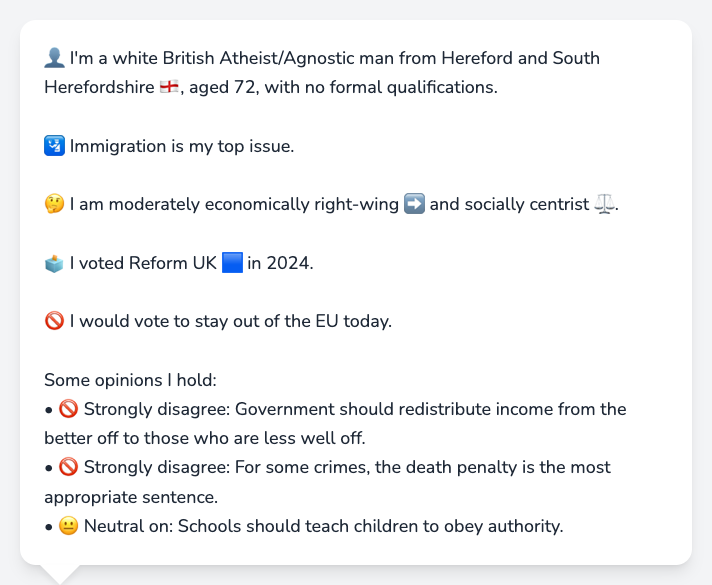 👤 I'm a white British Atheist/Agnostic man from Hereford and South
Herefordshire 🏴󠁧󠁢󠁥󠁮󠁧󠁿, aged 72, with no formal qualifications.
🛂 Immigration is my top issue.
🤔 I am moderately economically right-wing ➡️ and socially centrist ⚖️.
🗳️ I voted Reform UK 🟦 in 2024.
🚫 I would vote to stay out of the EU today.
Some opinions I hold:
• 🚫 Strongly disagree: Government should redistribute income from the
better off to those who are less well off.
• 🚫 Strongly disagree: For some crimes, the death penalty is the most
appropriate sentence.
• 😐 Neutral on: Schools should teach children to obey authority.